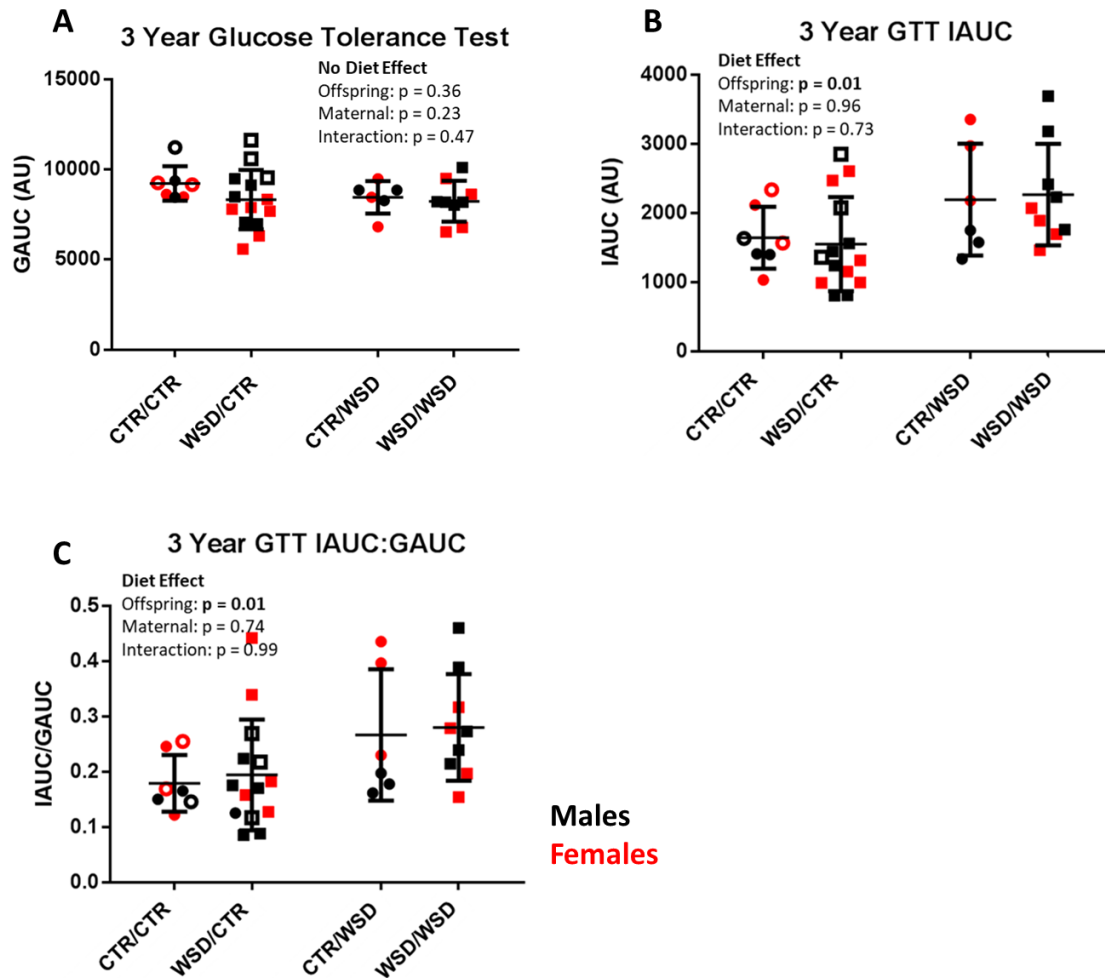 A
3 Year Glucose Tolerance Test
No Diet Effect
Offspring: p = 0.36
Maternal: p = 0.23
Interaction: p = 0.47
15000
10000
5000
0
GAUC (AU)
CTR/CTR
WSD/CTR
CTR/WSD
WSD/WSD
B
3 Year GTT IAUC
Diet Effect
Offspring: p = 0.01
Maternal: p = 0.96
Interaction: p = 0.73
4000
3000
2000
1000
0
IAUC (AU)
CTR/CTR
WSD/CTR
CTR/WSD
WSD/WSD
C
3 Year GTT IAUC:GAUC
Diet Effect
Offspring: p = 0.01
Maternal: p = 0.74
Interaction: p = 0.99
0.5
0.4
0.3
0.2
0.1
0.0
IAUC/GAUC
CTR/CTR
WSD/CTR
CTR/WSD
WSD/WSD
Males
Females